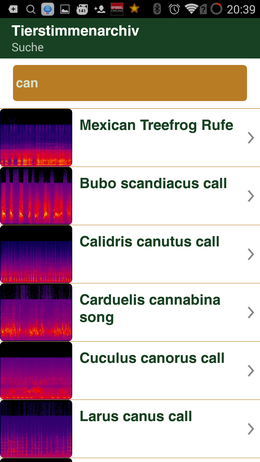 20:39
Tierstimmenarchiv
Suche
can
Mexican Treefrog Rufe
Bubo scandiacus call
Calidris canutus call
Carduelis cannabina
song
Cuculus canorus call
Larus canus call